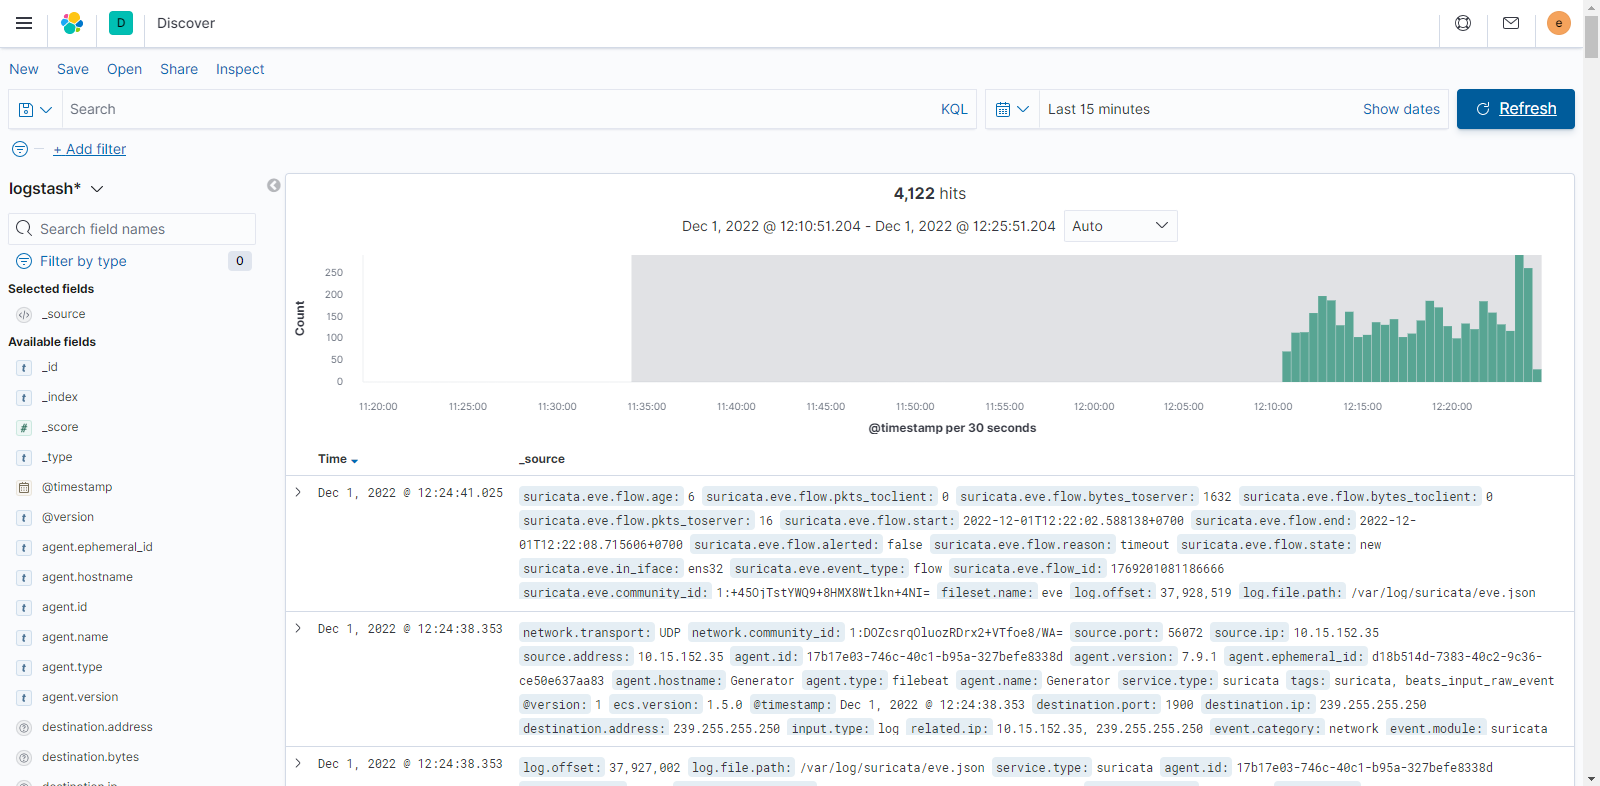 D Discover e
New Save Open Share Inspect
Search KQL Last 15 minutes Show dates Refresh
+ Add filter
logstash*
Search field names
Filter by type 0
Selected fields
_source
Available fields
_id
_index
_score
_type
@timestamp
@version
agent.ephemeral_id
agent.hostname
agent.id
agent.name
agent.type
agent.version
destination.address
destination.bytes
4,122 hits
Dec 1, 2022 @ 12:10:51.204 - Dec 1, 2022 @ 12:25:51.204 Auto
Count
250
200
150
100
50
0
11:20:00 11:25:00 11:30:00 11:35:00 11:40:00 11:45:00 11:50:00 11:55:00 12:00:00 12:05:00 12:10:00 12:15:00 12:20:00
@timestamp per 30 seconds
Time _source
Dec 1, 2022 @ 12:24:41.025 suricata.eve.flow.age: 6 suricata.eve.flow.pkts_toclient: 0 suricata.eve.flow.bytes_toserver: 1632 suricata.eve.flow.bytes_toclient: 0
suricata.eve.flow.pkts_toserver: 16 suricata.eve.flow.start: 2022-12-01T12:22:02.588138+0700 suricata.eve.flow.end: 2022-12-
01T12:22:08.715606+0700 suricata.eve.flow.alerted: false suricata.eve.flow.reason: timeout suricata.eve.flow.state: new
suricata.eve.in_iface: ens32 suricata.eve.event_type: flow suricata.eve.flow_id: 1769201081186666
suricata.eve.community_id: 1:+45OjTstYWQ9+8HMX8Wtlkn+4NI= fileset.name: eve log.offset: 37,928,519 log.file.path: /var/log/suricata/eve.json
Dec 1, 2022 @ 12:24:38.353 network.transport: UDP network.community_id: 1:DOZcsrqOluozRDrx2+VTfoe8/WA= source.port: 56072 source.ip: 10.15.152.35
source.address: 10.15.152.35 agent.id: 17b17e03-746c-40c1-b95a-327befe8338d agent.version: 7.9.1 agent.ephemeral_id: d18b514d-7383-40c2-9c36-
ce50e637aa83 agent.hostname: Generator agent.type: filebeat agent.name: Generator service.type: suricata tags: suricata, beats_input_raw_event
@version: 1 ecs.version: 1.5.0 @timestamp: Dec 1, 2022 @ 12:24:38.353 destination.port: 1900 destination.ip: 239.255.255.250
destination.address: 239.255.255.250 input.type: log related.ip: 10.15.152.35, 239.255.255.250 event.category: network event.module: suricata
Dec 1, 2022 @ 12:24:38.353 log.offset: 37,927,002 log.file.path: /var/log/suricata/eve.json service.type: suricata agent.id: 17b17e03-746c-40c1-b95a-327befe8338d